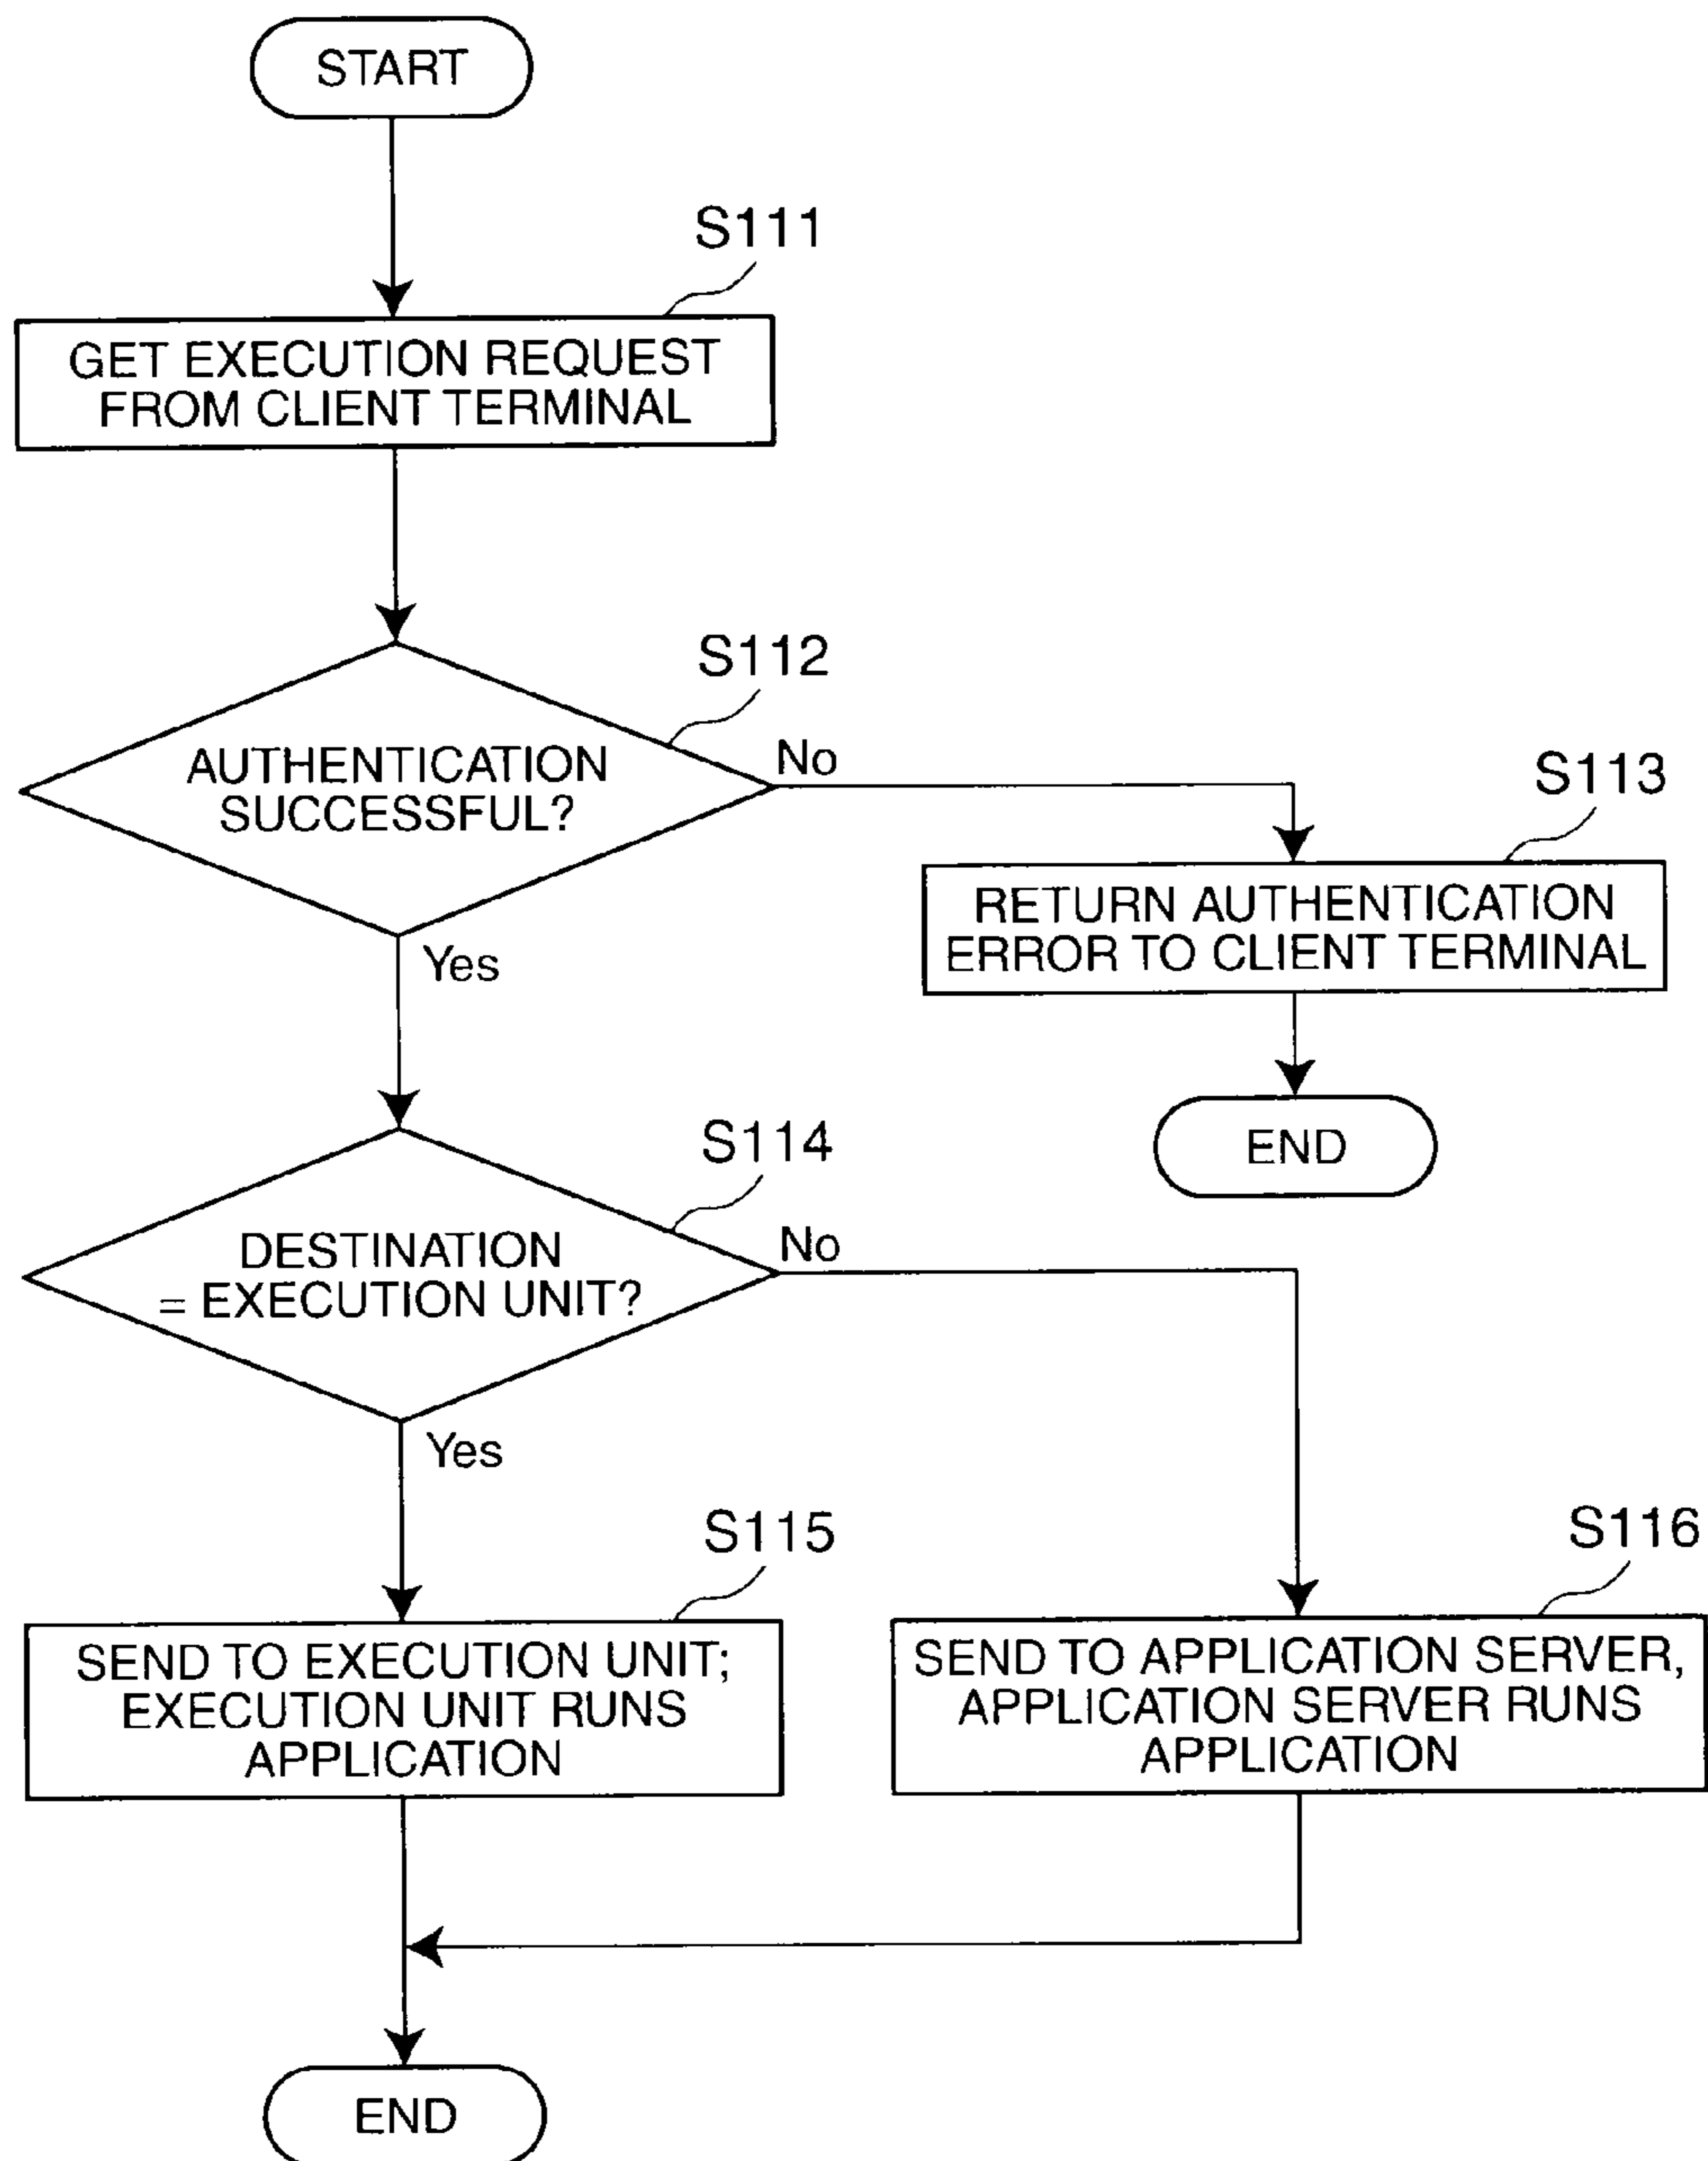 START
S111
GET EXECUTION REQUEST
FROM CLIENT TERMINAL
S112
AUTHENTICATION
SUCCESSFUL?
No
Yes
S113
RETURN AUTHENTICATION
ERROR TO CLIENT TERMINAL
END
S114
DESTINATION
= EXECUTION UNIT?
No
Yes
S115
SEND TO EXECUTION UNIT;
EXECUTION UNIT RUNS
APPLICATION
S116
SEND TO APPLICATION SERVER,
APPLICATION SERVER RUNS
APPLICATION
END